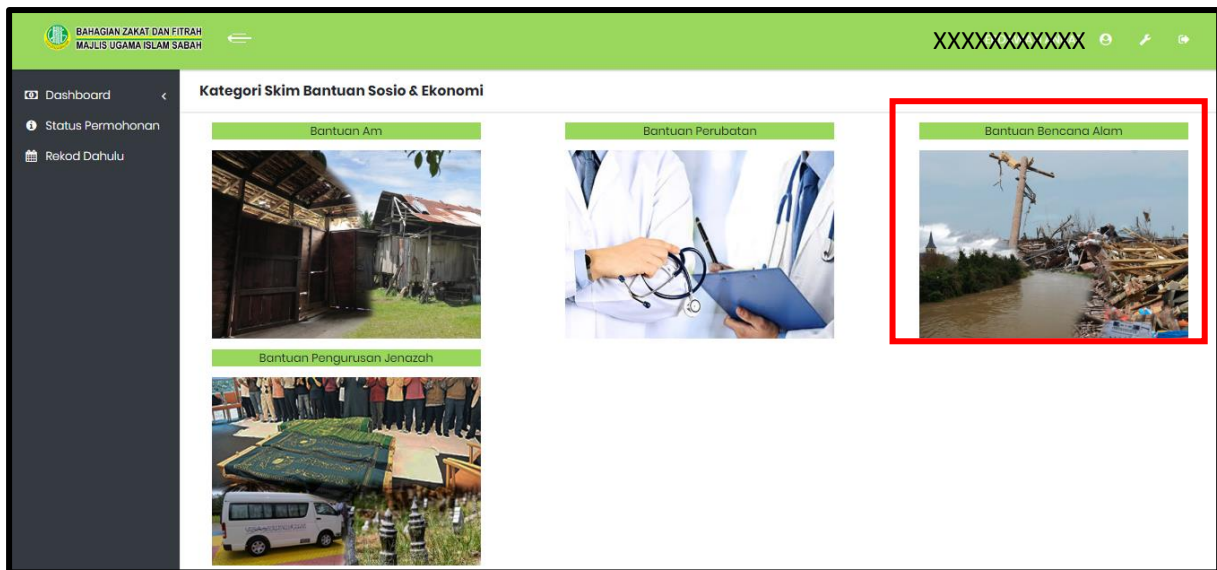 BAHAGIAN ZAKAT DAN FITRAH
MAJLIS UGAMA ISLAM SABAH
XXXXXXXXXXX
Dashboard
Status Permohonan
Rekod Dahulu
Kategori Skim Bantuan Sosio & Ekonomi
Bantuan Am
Bantuan Perubatan
Bantuan Bencana Alam
Bantuan Pengurusan Jenazah